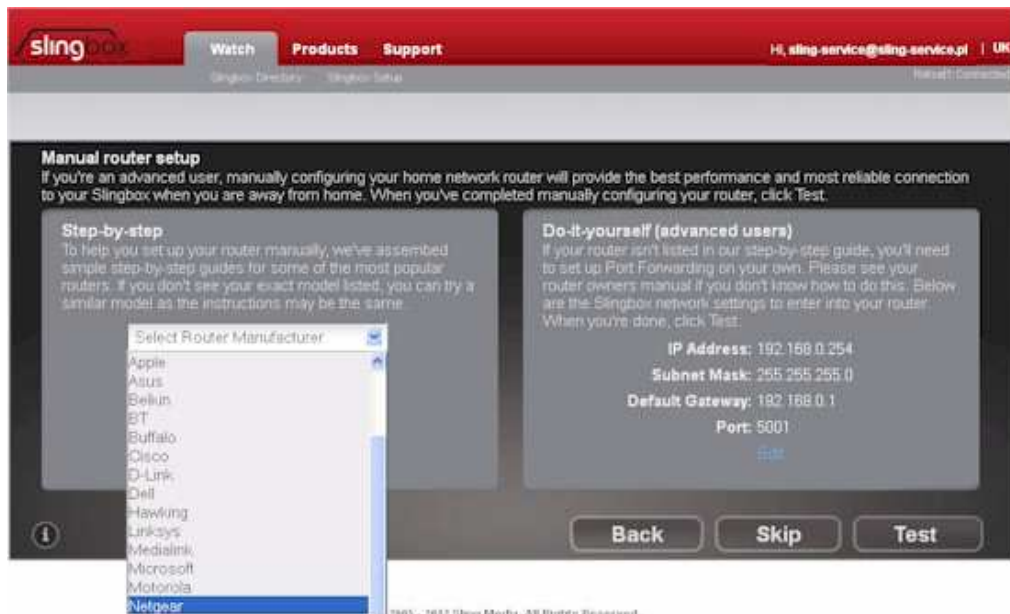 slingbox
Watch Products Support
Hi, sling-service@sling-service.pl | UK
Slingbox Directory Slingbox Setup
Manual router setup
If you're an advanced user, manually configuring your home network router will provide the best performance and most reliable connection
to your Slingbox when you are away from home. When you've completed manually configuring your router, click Test.
Step-by-step
To help you set up your router manually, we've assembed
simple step-by-step guides for some of the most popular
routers. If you don't see your exact model listed, you can try a
similar model as the instructions may be the same.
Select Router Manufacturer
Apple
Asus
Belkin
BT
Buffalo
Cisco
D-Link
Dell
Hawking
Linksys
Medialink
Microsoft
Motorola
Netgear
Do-it-yourself (advanced users)
If your router isn't listed in our step-by-step guide, you'll need
to set up Port Forwarding on your own. Please see your
router owners manual if you don't know how to do this. Below
are the Slingbox network settings to enter into your router.
When you're done, click Test.
IP Address: 192.168.0.254
Subnet Mask: 255.255.255.0
Default Gateway: 192.168.0.1
Port: 5001
Edit
Back Skip Test
Sling Media, All Rights Reserved